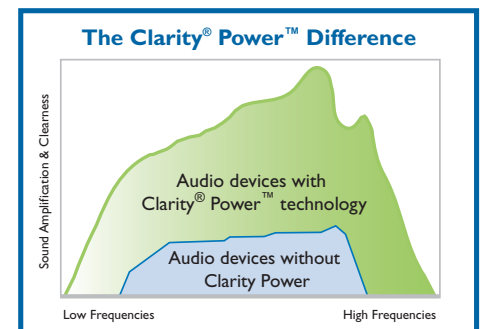 The Clarity® Power™ Difference
Sound Amplification & Clearness
Audio devices with
Clarity® Power™ technology
Audio devices without
Clarity Power
Low Frequencies
High Frequencies